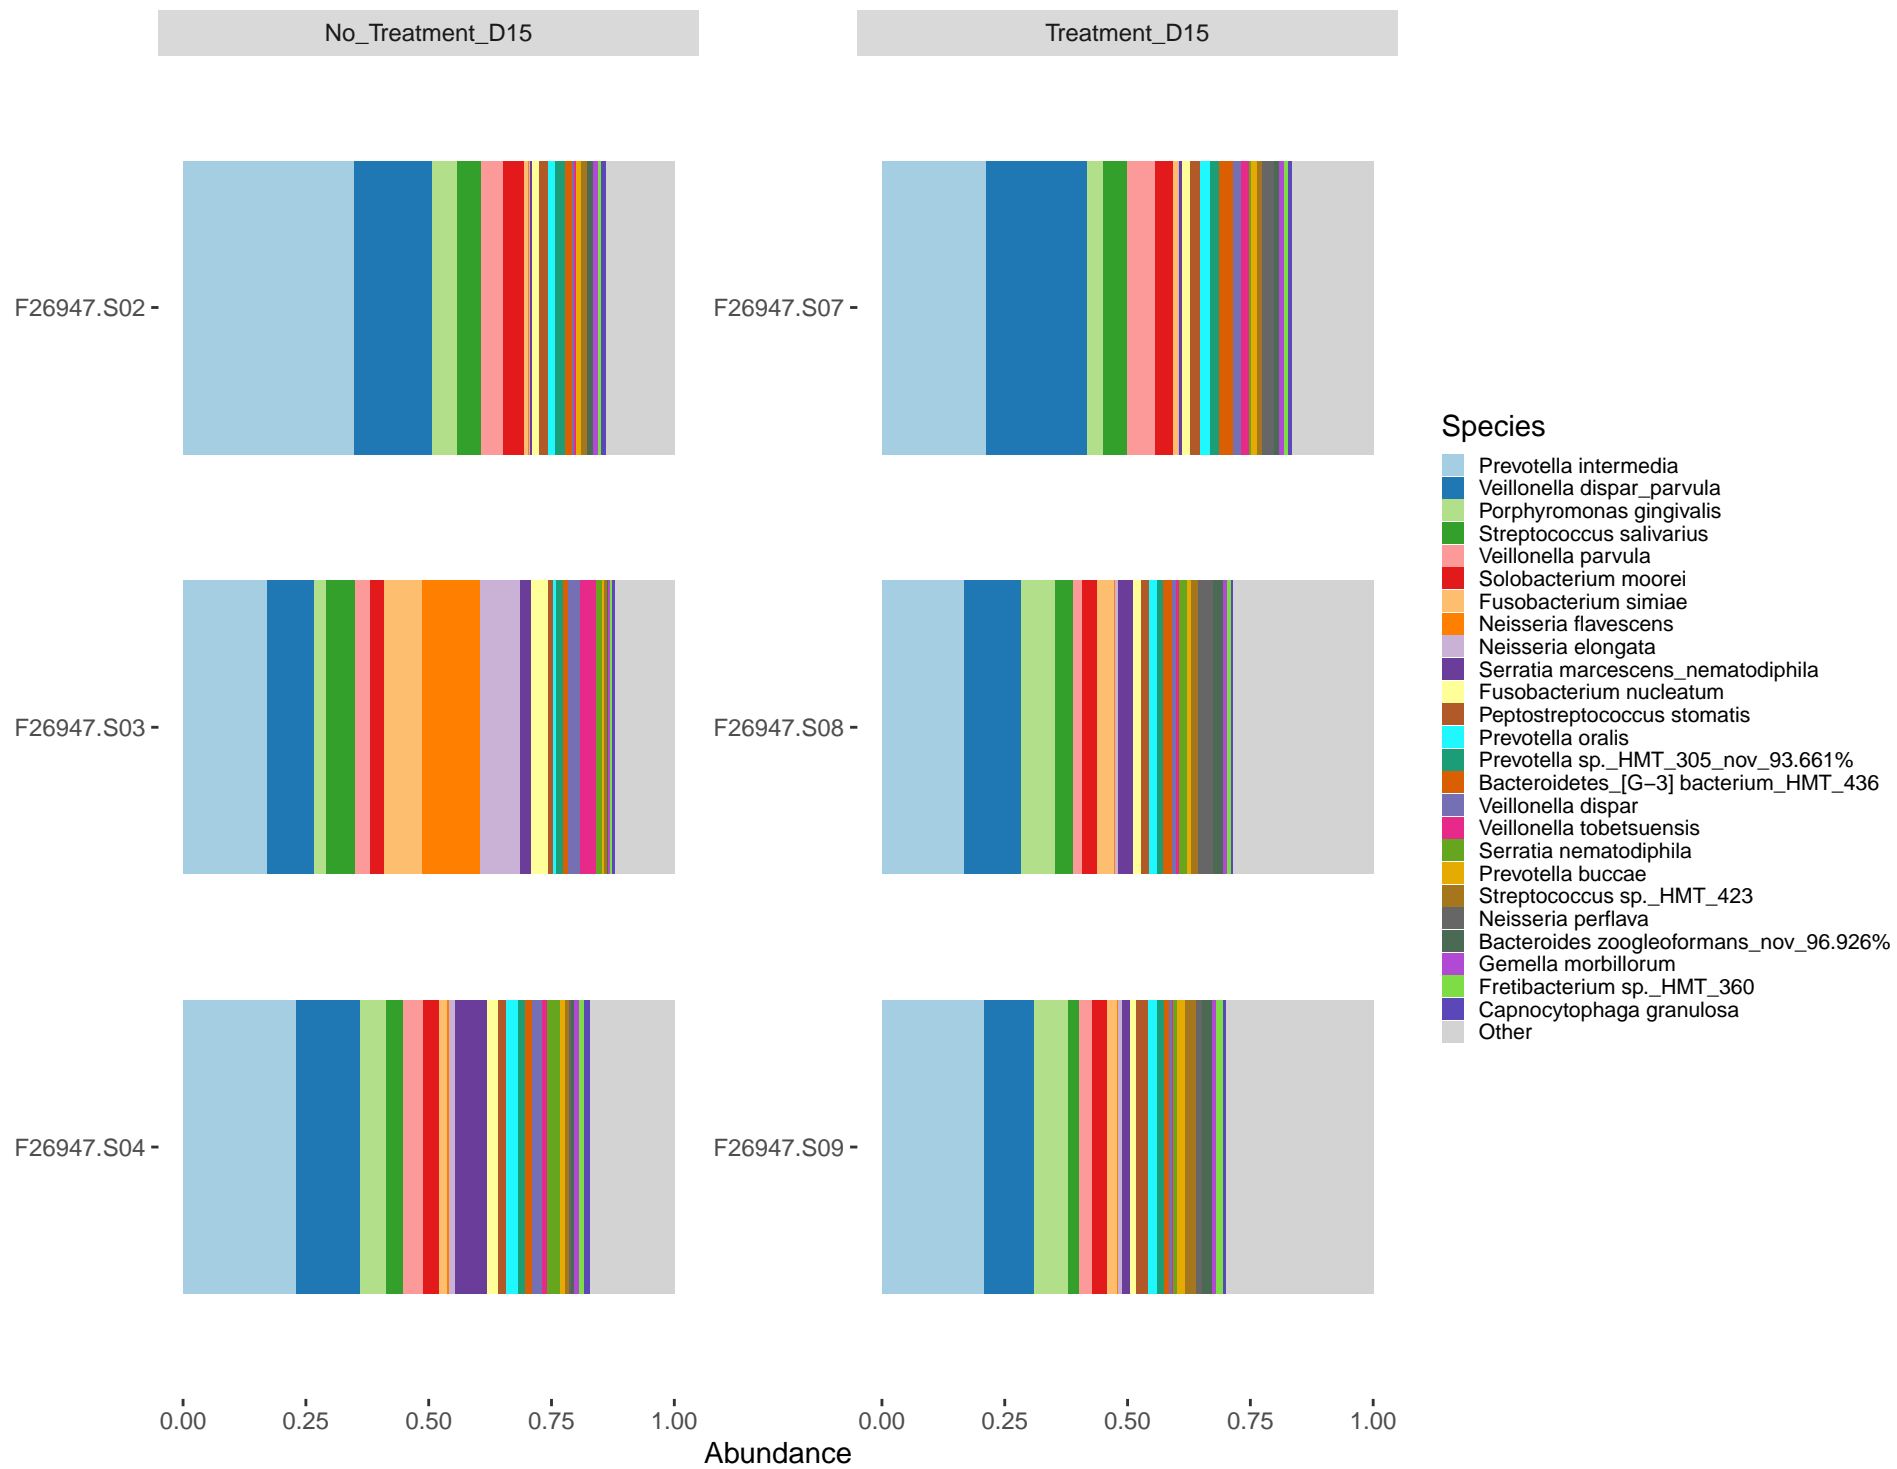 No_Treatment_D15
Treatment_D15
F26947.S02
F26947.S07
F26947.S03
F26947.S08
F26947.S04
F26947.S09
0.00 0.25 0.50 0.75 1.00
0.00 0.25 0.50 0.75 1.00
Abundance
Species
Prevotella intermedia
Veillonella dispar_parvula
Porphyromonas gingivalis
Streptococcus salivarius
Veillonella parvula
Solobacterium moorei
Fusobacterium simiae
Neisseria flavescens
Neisseria elongata
Serratia marcescens_nematodiphila
Fusobacterium nucleatum
Peptostreptococcus stomatis
Prevotella oralis
Prevotella sp._HMT_305_nov_93.661%
Bacteroidetes_[G−3] bacterium_HMT_436
Veillonella dispar
Veillonella tobetsuensis
Serratia nematodiphila
Prevotella buccae
Streptococcus sp._HMT_423
Neisseria perflava
Bacteroides zoogleoformans_nov_96.926%
Gemella morbillorum
Fretibacterium sp._HMT_360
Capnocytophaga granulosa
Other